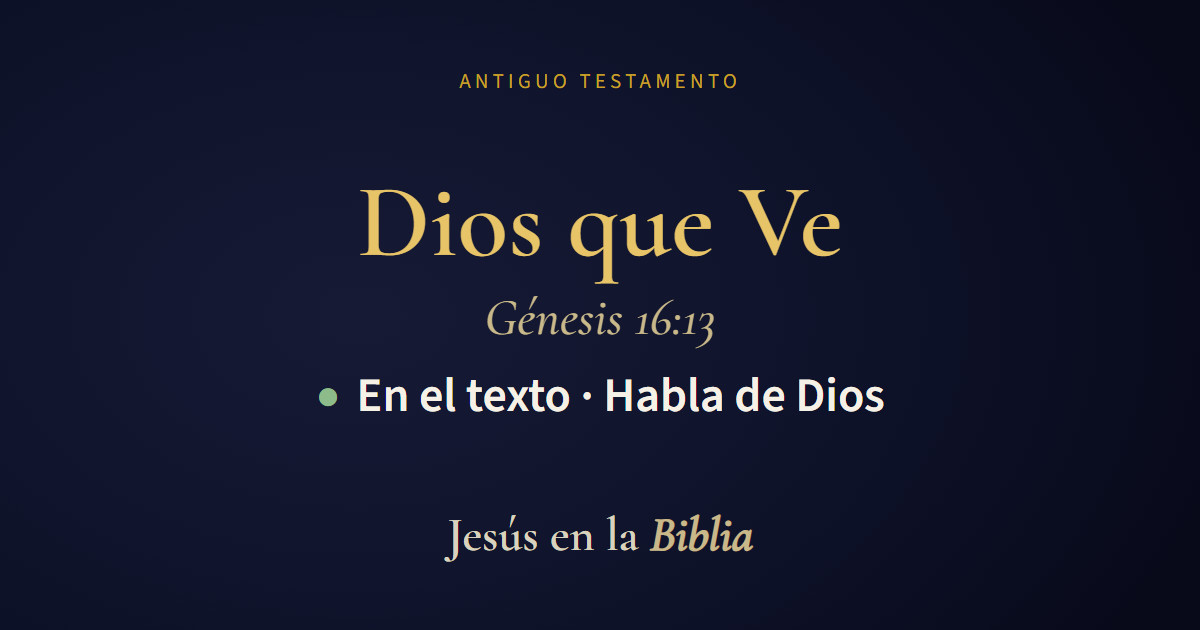 ANTIGUO TESTAMENTO
Dios que Ve
Génesis 16:13
• En el texto · Habla de Dios
Jesús en la Biblia